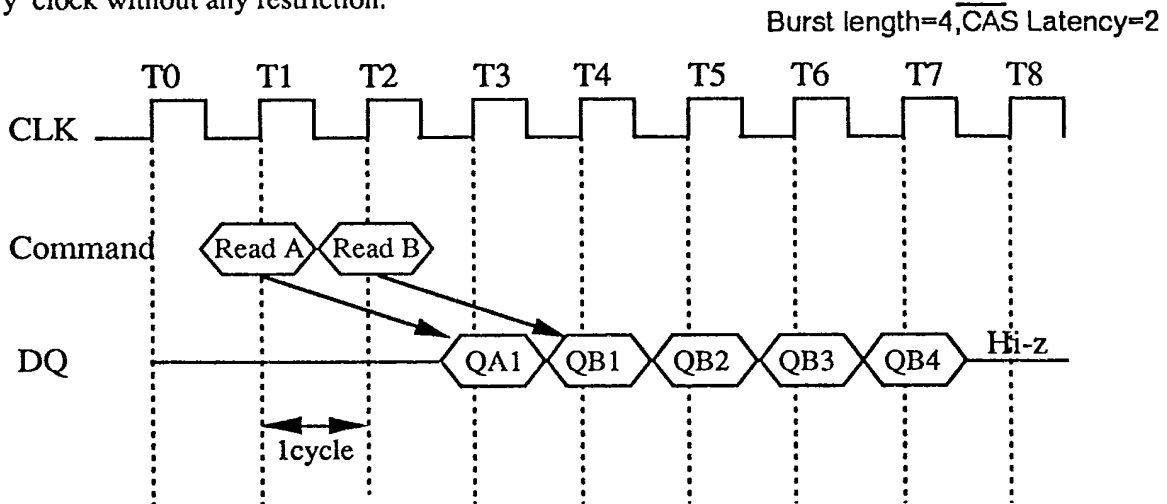 y clock without any restriction.
Burst length=4,CAS Latency=2
T0 T1 T2 T3 T4 T5 T6 T7 T8
CLK
Command Read A Read B
DQ QA1 QB1 QB2 QB3 QB4 Hi-z
1cycle